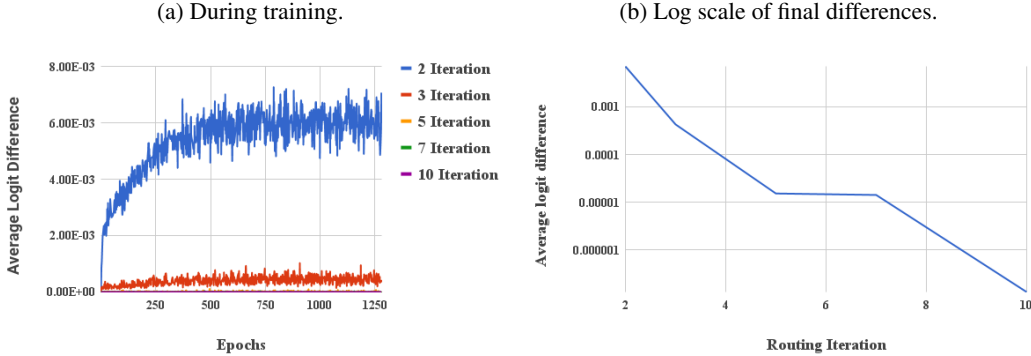 (a) During training.
(b) Log scale of final differences.
8.00E-03
6.00E-03
4.00E-03
2.00E-03
0.00E+00
Average Logit Difference
250
500
750
1000
1250
Epochs
2 Iteration
3 Iteration
5 Iteration
7 Iteration
10 Iteration
0.001
0.0001
0.00001
0.000001
Average logit difference
2
4
6
8
10
Routing Iteration